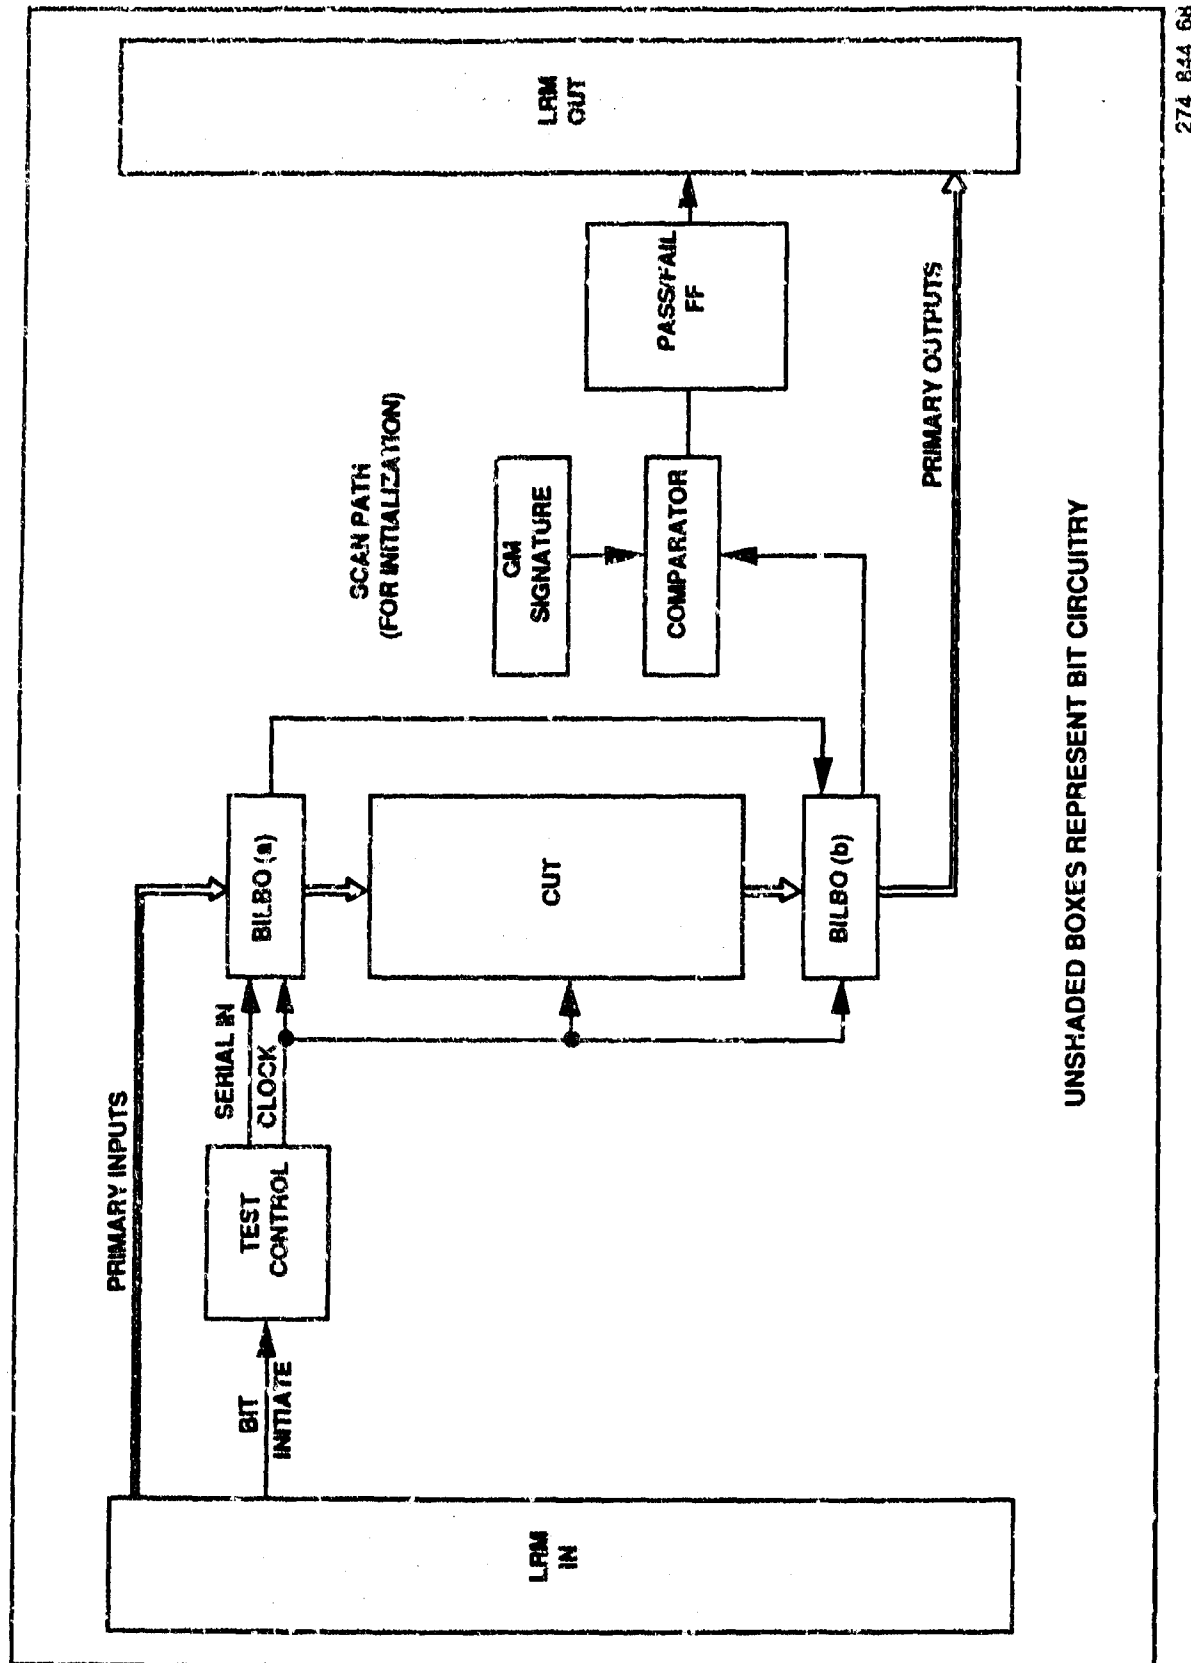 PRIMARY INPUTS
LRM
IN
BIT
INITIATE
TEST
CONTROL
SERIAL IN
CLOCK
BILBO (a)
CUT
BILBO (b)
SCAN PATH
(FOR INITIALIZATION)
GM
SIGNATURE
COMPARATOR
PASS/FAIL
FF
PRIMARY OUTPUTS
LRM
OUT
UNSHADED BOXES REPRESENT BIT CIRCUITRY
274 844 68